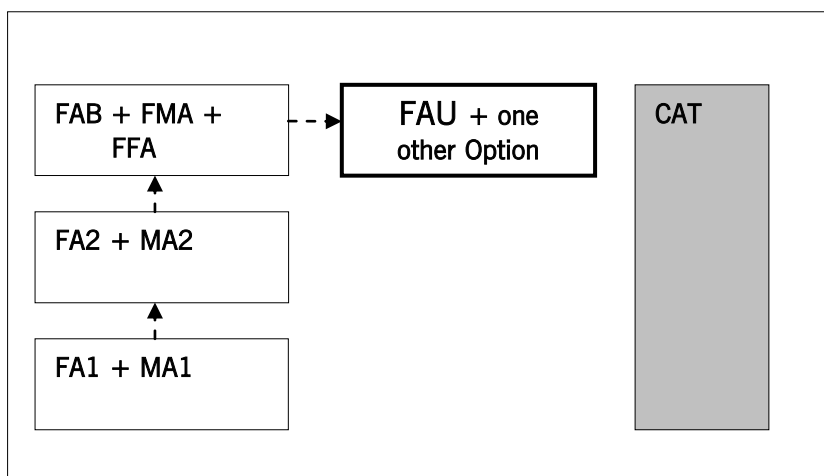 FAB + FMA +
FFA
FAU + one
other Option
CAT
FA2 + MA2
FA1 + MA1